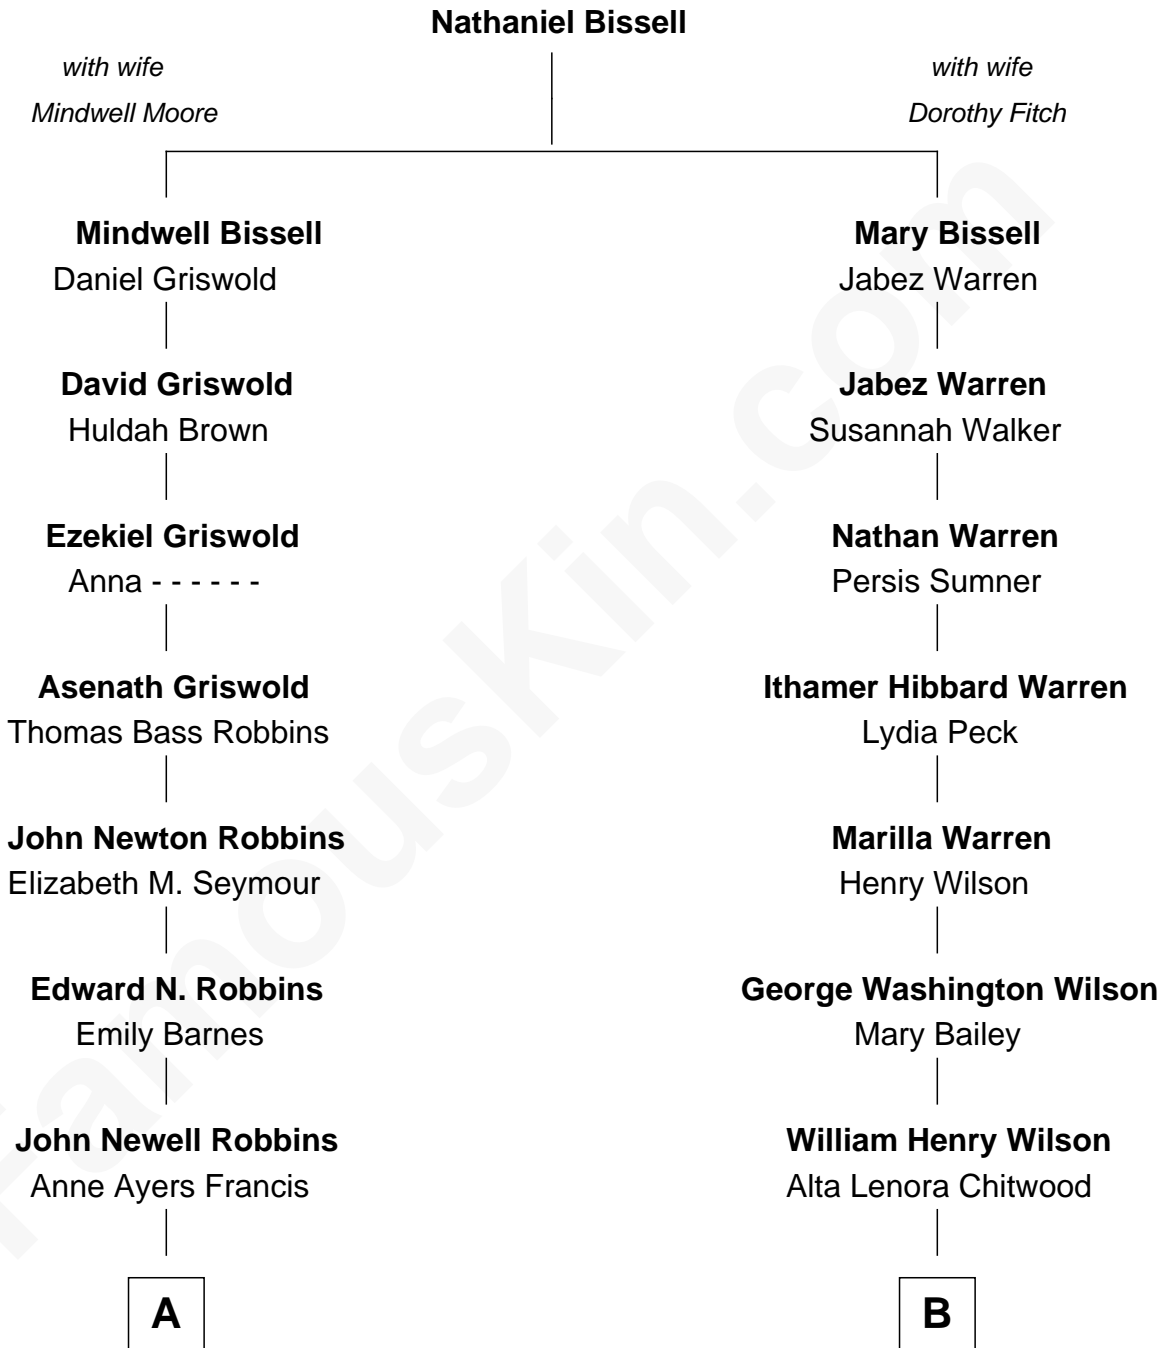 Nathaniel Bissell
with wife
Mindwell Moore
with wife
Dorothy Fitch
Mindwell Bissell
Daniel Griswold
Mary Bissell
Jabez Warren
David Griswold
Huldah Brown
Jabez Warren
Susannah Walker
Ezekiel Griswold
Anna - - - - - -
Nathan Warren
Persis Sumner
Asenath Griswold
Thomas Bass Robbins
Ithamer Hibbard Warren
Lydia Peck
John Newton Robbins
Elizabeth M. Seymour
Marilla Warren
Henry Wilson
Edward N. Robbins
Emily Barnes
George Washington Wilson
Mary Bailey
John Newell Robbins
Anne Ayers Francis
William Henry Wilson
Alta Lenora Chitwood
A
B
FamousKin.com